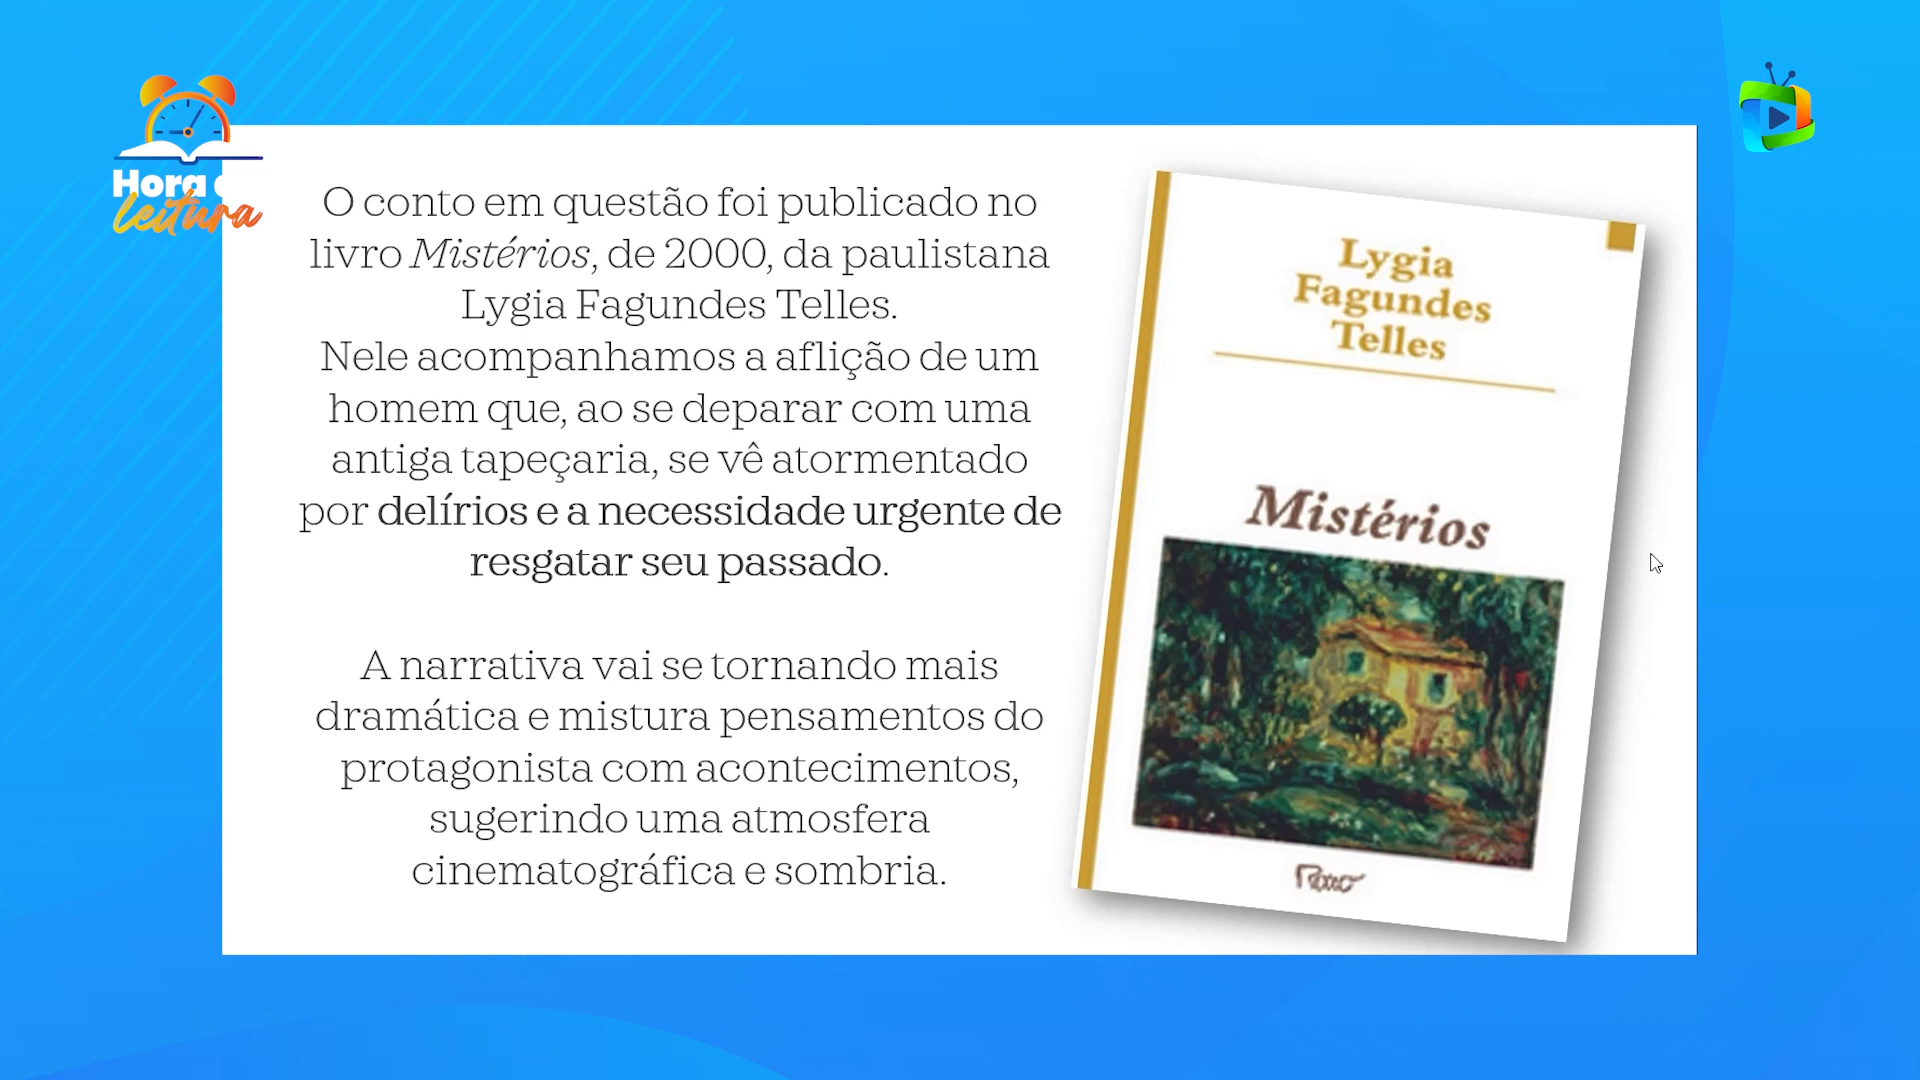 Hora
leitura
O conto em questão foi publicado no
livro Mistérios, de 2000, da paulistana
Lygia Fagundes Telles.
Nele acompanhamos a aflição de um
homem que, ao se deparar com uma
antiga tapeçaria, se vê atormentado
por delírios e a necessidade urgente de
resgatar seu passado.
A narrativa vai se tornando mais
dramática e mistura pensamentos do
protagonista com acontecimentos,
sugerindo uma atmosfera
cinematográfica e sombria.
Lygia
Fagundes
Telles
Mistérios
Rocco